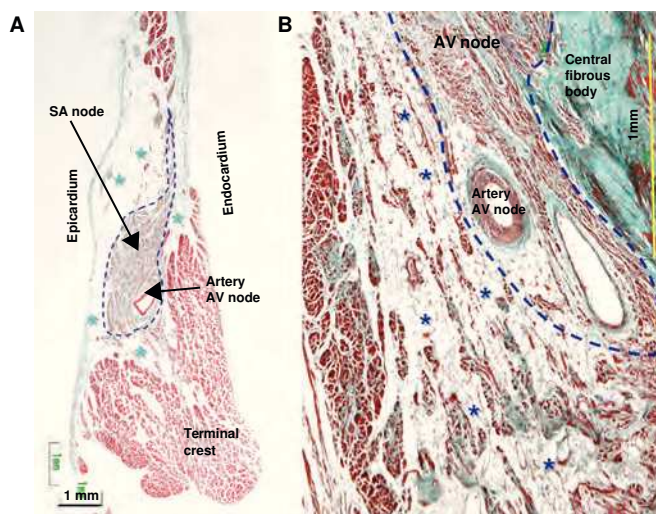 A
SA node
Epicardium
Endocardium
Artery
AV node
Terminal
crest
1mm
1 mm
B
AV node
Central
fibrous
body
1mm
Artery
AV node